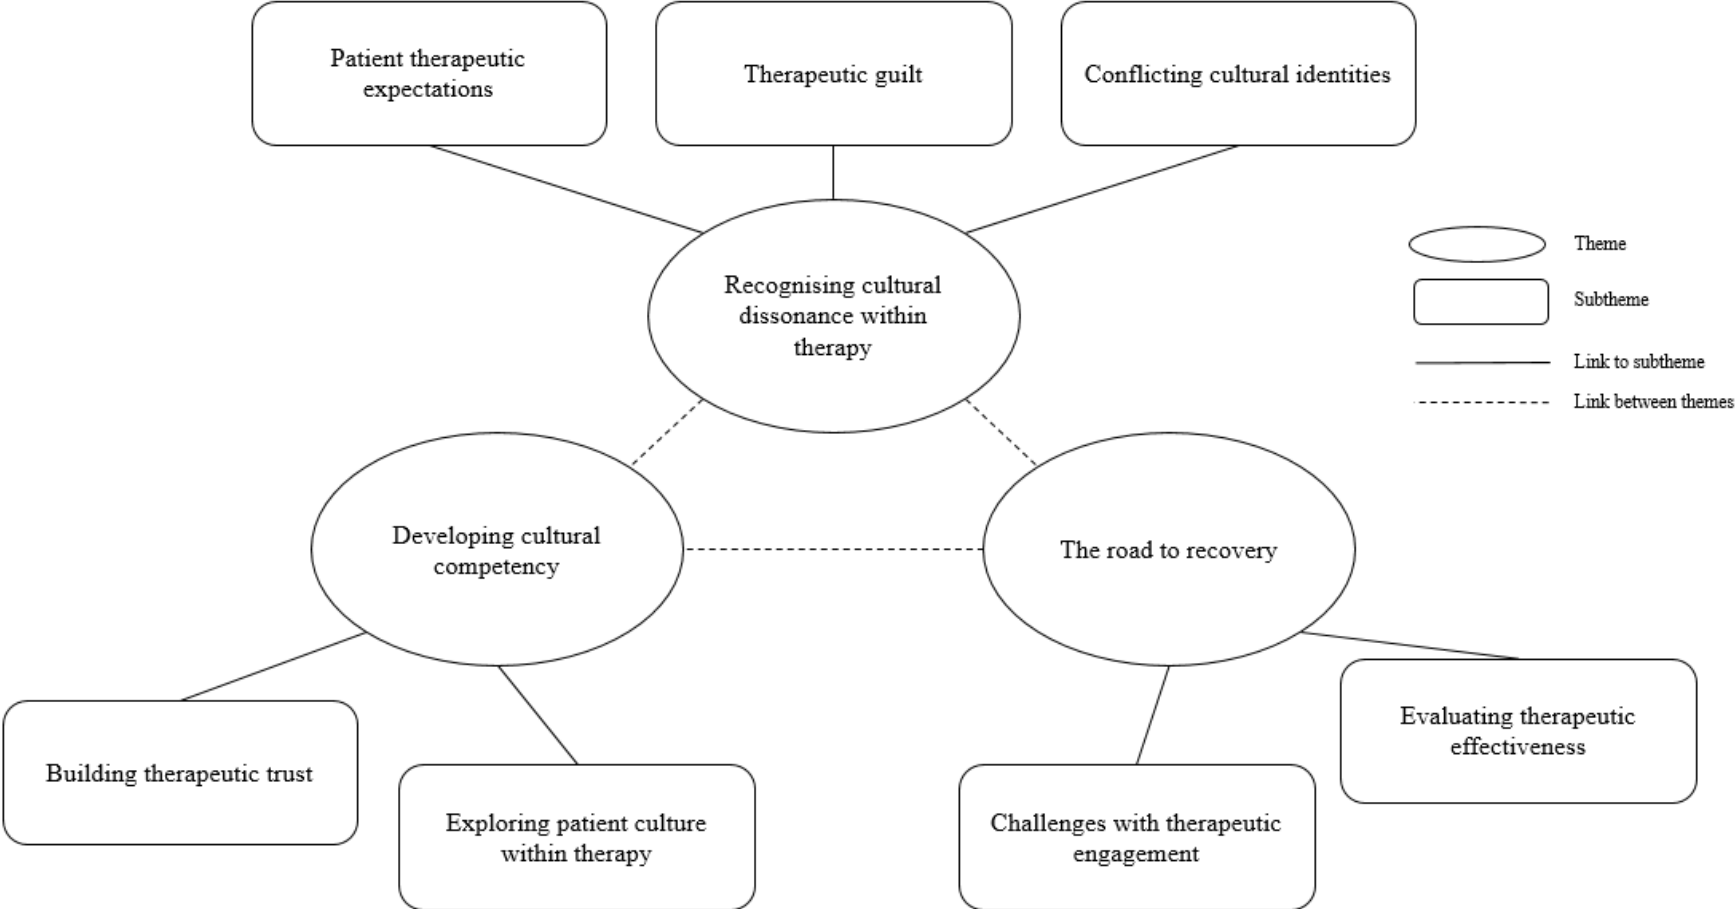 Patient therapeutic
expectations
Therapeutic guilt
Conflicting cultural identities
Recognising cultural
dissonance within
therapy
Theme
Subtheme
Link to subtheme
Link between themes
Developing cultural
competency
The road to recovery
Building therapeutic trust
Exploring patient culture
within therapy
Challenges with therapeutic
engagement
Evaluating therapeutic
effectiveness